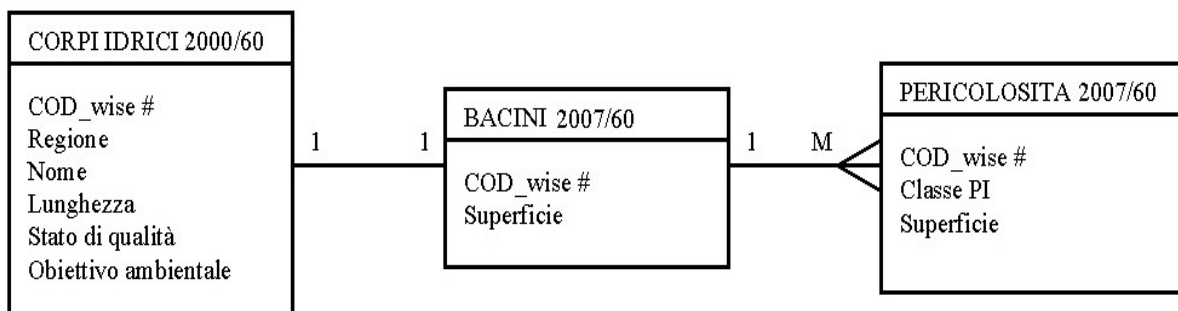 CORPI IDRICI 2000/60
COD_wise #
Regione
Nome
Lunghezza
Stato di qualità
Obiettivo ambientale
1
1
BACINI 2007/60
COD_wise #
Superficie
1
M
PERICOLOSITA 2007/60
COD_wise #
Classe PI
Superficie